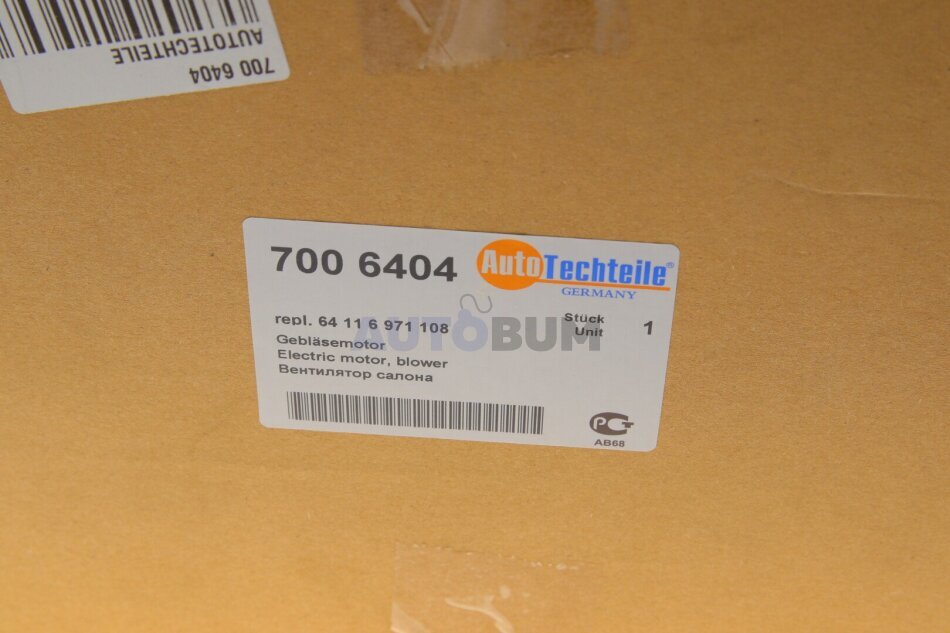 AUTOTECHTEILE
700 6404
700 6404
AutoTechteile®
GERMANY
repl. 64 11 6 971 108
Stück
Unit
1
AUTOBUM
Gebläsemotor
Electric motor, blower
Вентилятор салона
РСТ
AB68